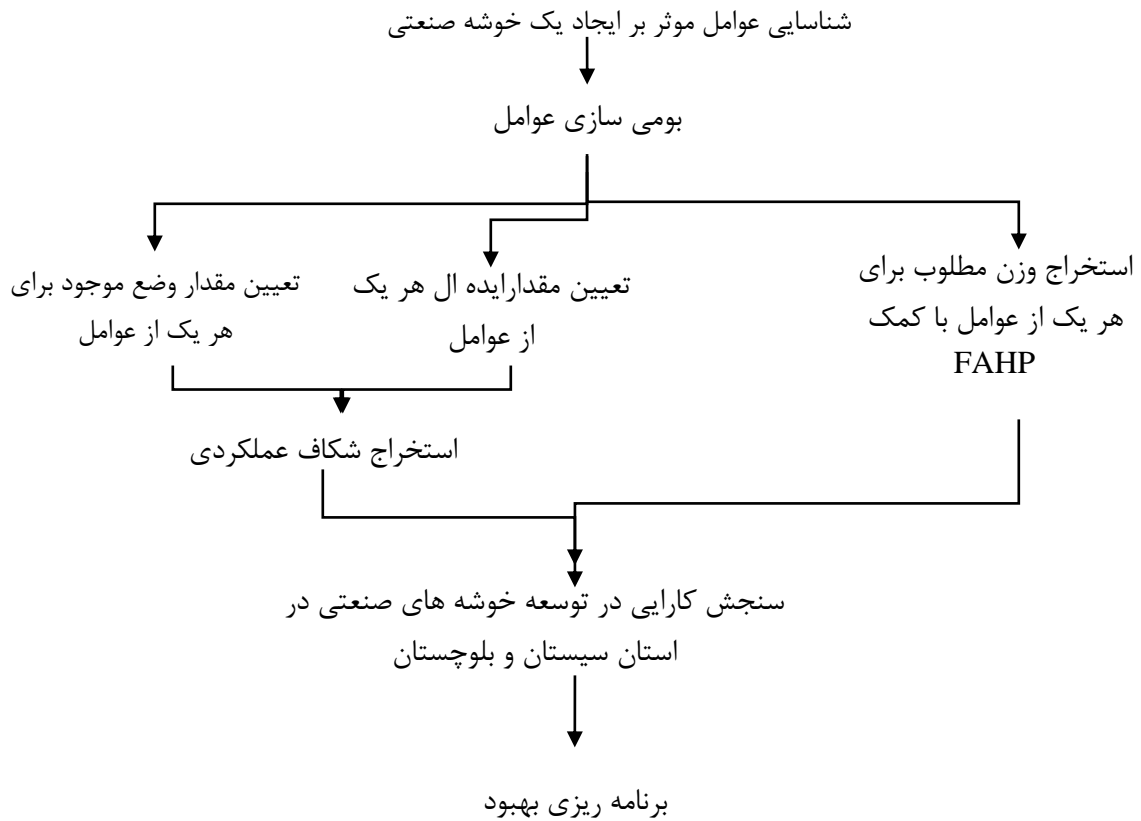 شناسایی عوامل موثر بر ایجاد یک خوشه صنعتی
بومی سازی عوامل
استخراج وزن مطلوب برای
هر یک از عوامل با کمک
FAHP
تعیین مقدارایده ال هر یک
از عوامل
تعیین مقدار وضع موجود برای
هر یک از عوامل
استخراج شکاف عملکردی
سنجش کارایی در توسعه خوشه های صنعتی در
استان سیستان و بلوچستان
برنامه ریزی بهبود